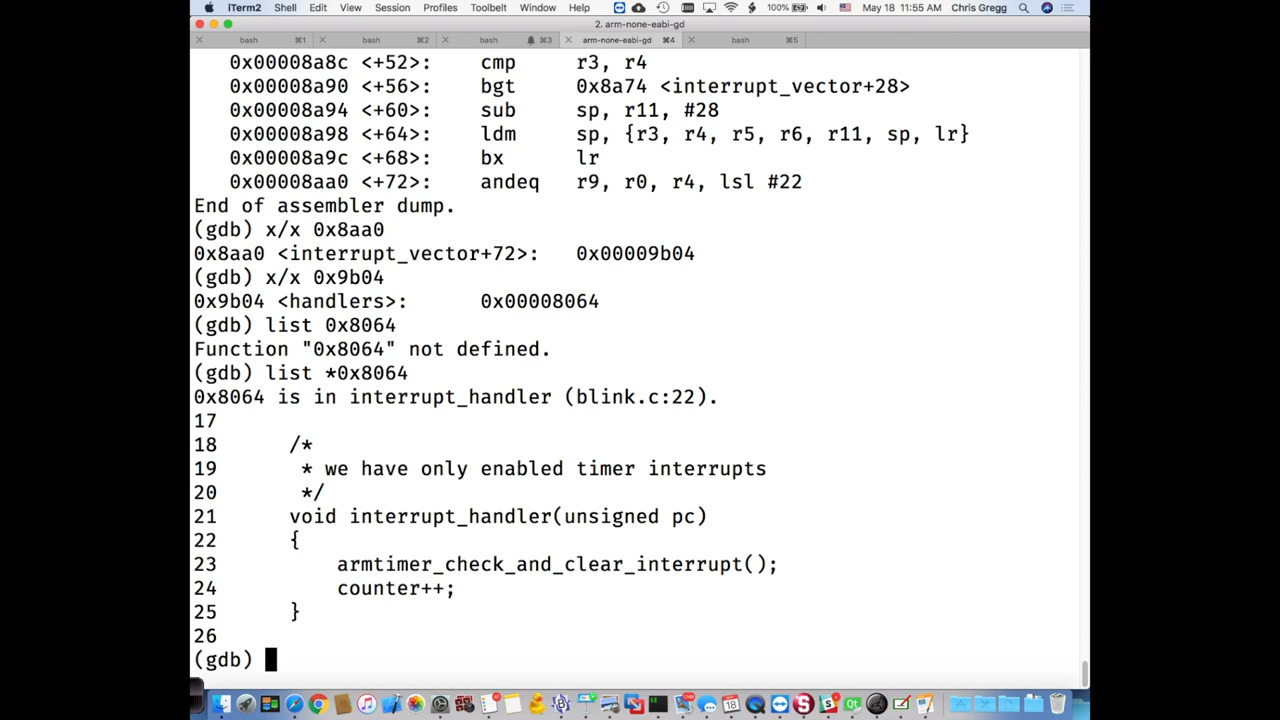 iTerm2 Shell Edit View Session Profiles Toolbelt Window Help 100% May 18 11:55 AM Chris Gregg
2. arm-none-eabi-gd
bash ⌘1 bash ⌘2 bash ⌘3 arm-none-eabi-gd ⌘4 bash ⌘5
0x00008a8c <+52>: cmp r3, r4
0x00008a90 <+56>: bgt 0x8a74 <interrupt_vector+28>
0x00008a94 <+60>: sub sp, r11, #28
0x00008a98 <+64>: ldm sp, {r3, r4, r5, r6, r11, sp, lr}
0x00008a9c <+68>: bx lr
0x00008aa0 <+72>: andeq r9, r0, r4, lsl #22
End of assembler dump.
(gdb) x/x 0x8aa0
0x8aa0 <interrupt_vector+72>: 0x00009b04
(gdb) x/x 0x9b04
0x9b04 <handlers>: 0x00008064
(gdb) list 0x8064
Function "0x8064" not defined.
(gdb) list *0x8064
0x8064 is in interrupt_handler (blink.c:22).
17
18 /*
19 * we have only enabled timer interrupts
20 */
21 void interrupt_handler(unsigned pc)
22 {
23 armtimer_check_and_clear_interrupt();
24 counter++;
25 }
26
(gdb)